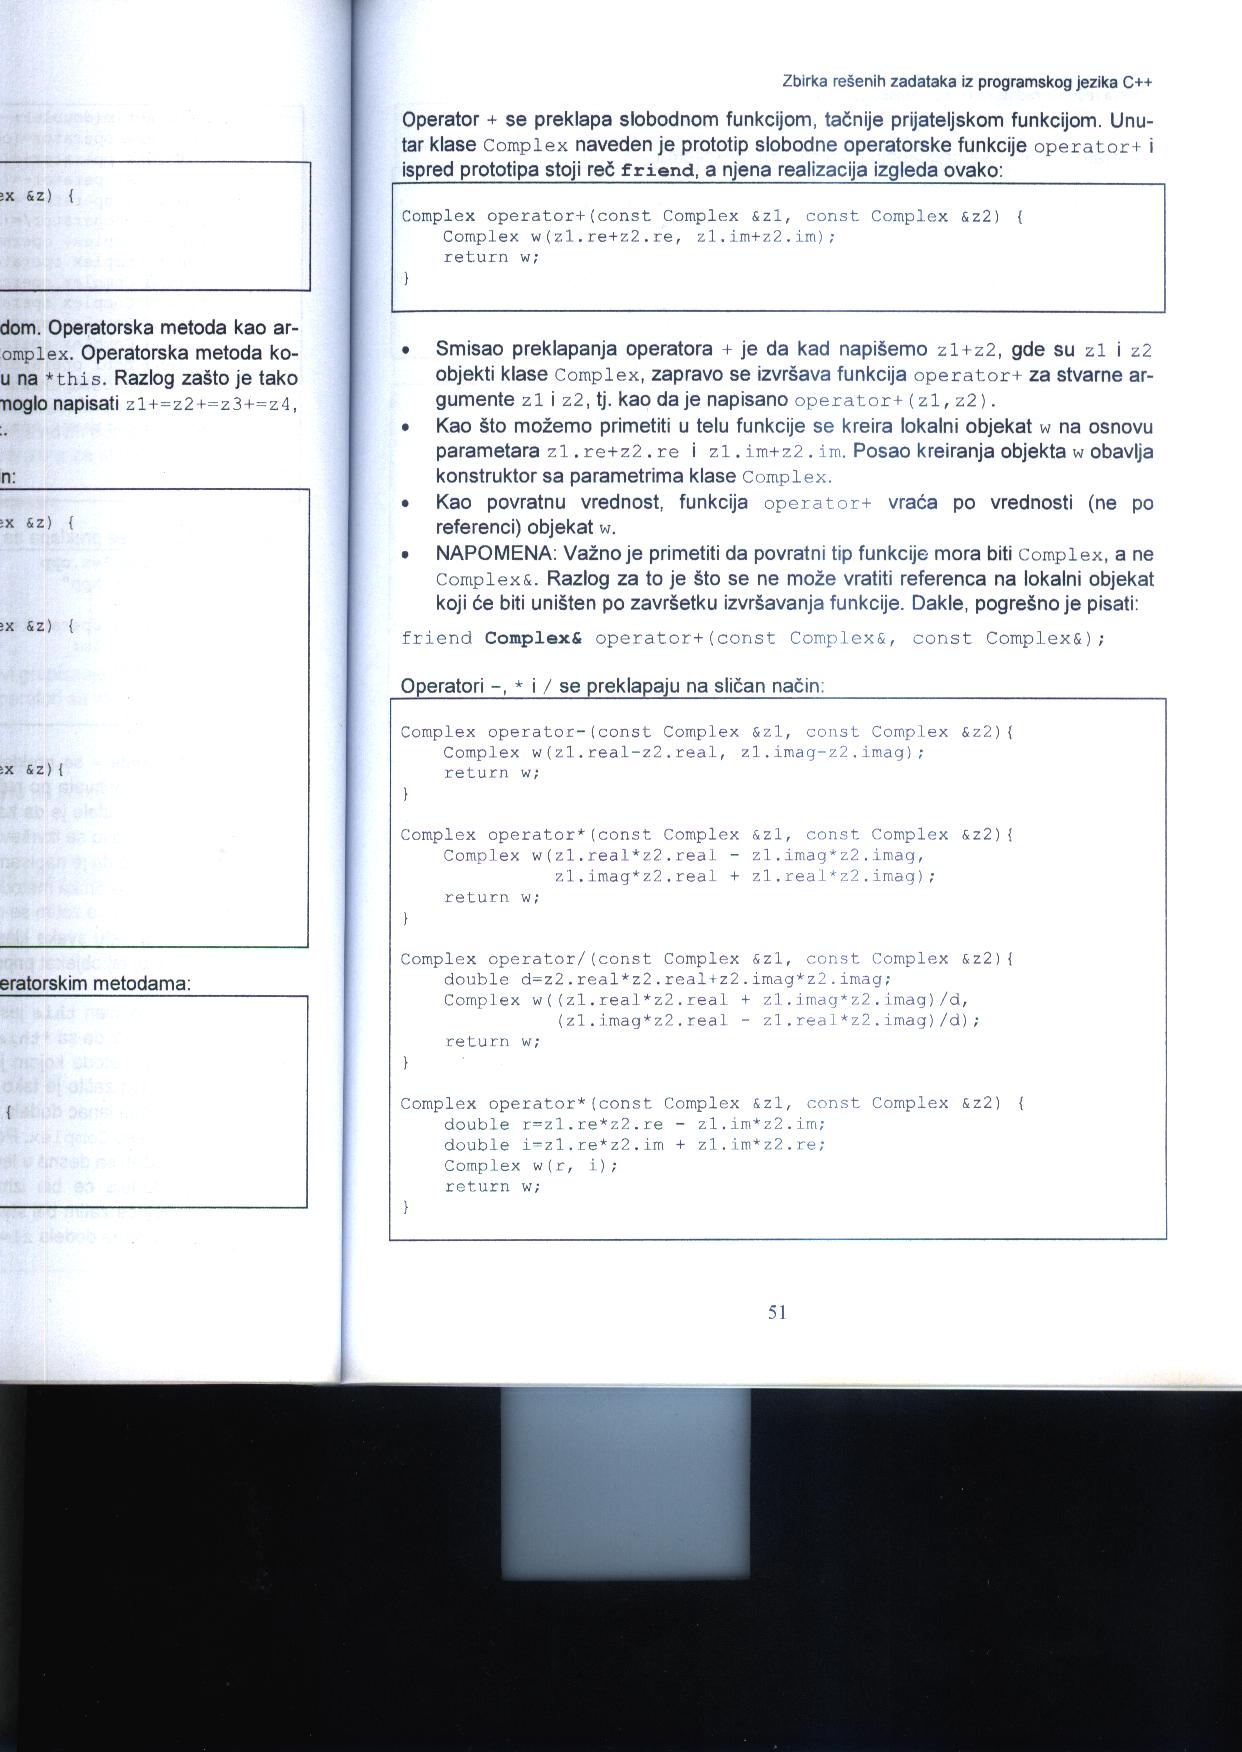 ex &z) {
dom. Operatorska metoda kao ar-
omplex. Operatorska metoda ko-
u na *this. Razlog zašto je tako
moglo napisati z1+=z2+=z3+=z4,
n:
ex &z) {
ex &z) {
ex &z){
eratorskim metodama:
{
Zbirka rešenih zadataka iz programskog jezika C++
Operator + se preklapa slobodnom funkcijom, tačnije prijateljskom funkcijom. Unu-
tar klase Complex naveden je prototip slobodne operatorske funkcije operator+ i
ispred prototipa stoji reč friend, a njena realizacija izgleda ovako:
Complex operator+(const Complex &z1, const Complex &z2) {
    Complex w(z1.re+z2.re, z1.im+z2.im);
    return w;
}
• Smisao preklapanja operatora + je da kad napišemo z1+z2, gde su z1 i z2
objekti klase Complex, zapravo se izvršava funkcija operator+ za stvarne ar-
gumente z1 i z2, tj. kao da je napisano operator+(z1,z2).
• Kao što možemo primetiti u telu funkcije se kreira lokalni objekat w na osnovu
parametara z1.re+z2.re i z1.im+z2.im. Posao kreiranja objekta w obavlja
konstruktor sa parametrima klase Complex.
• Kao povratnu vrednost, funkcija operator+ vraća po vrednosti (ne po
referenci) objekat w.
• NAPOMENA: Važno je primetiti da povratni tip funkcije mora biti Complex, a ne
Complex&. Razlog za to je što se ne može vratiti referenca na lokalni objekat
koji će biti uništen po završetku izvršavanja funkcije. Dakle, pogrešno je pisati:
friend Complex& operator+(const Complex&, const Complex&);
Operatori -, * i / se preklapaju na sličan način:
Complex operator-(const Complex &z1, const Complex &z2){
    Complex w(z1.real-z2.real, z1.imag-z2.imag);
    return w;
}
Complex operator*(const Complex &z1, const Complex &z2){
    Complex w(z1.real*z2.real - z1.imag*z2.imag,
              z1.imag*z2.real + z1.real*z2.imag);
    return w;
}
Complex operator/(const Complex &z1, const Complex &z2){
    double d=z2.real*z2.real+z2.imag*z2.imag;
    Complex w((z1.real*z2.real + z1.imag*z2.imag)/d,
              (z1.imag*z2.real - z1.real*z2.imag)/d);
    return w;
}
Complex operator*(const Complex &z1, const Complex &z2) {
    double r=z1.re*z2.re - z1.im*z2.im;
    double i=z1.re*z2.im + z1.im*z2.re;
    Complex w(r, i);
    return w;
}
51